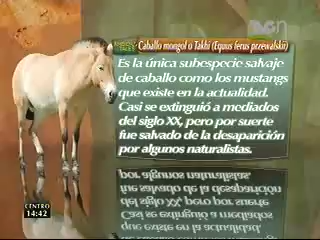 Caballo mongol o Takhi (Equus ferus przewalskii)
Es la única subespecie salvaje
de caballo como los mustangs
que existe en la actualidad.
Casi se extinguió a mediados
del siglo XX, pero por suerte
fue salvado de la desaparición
por algunos naturalistas.
CENTRO
14:42